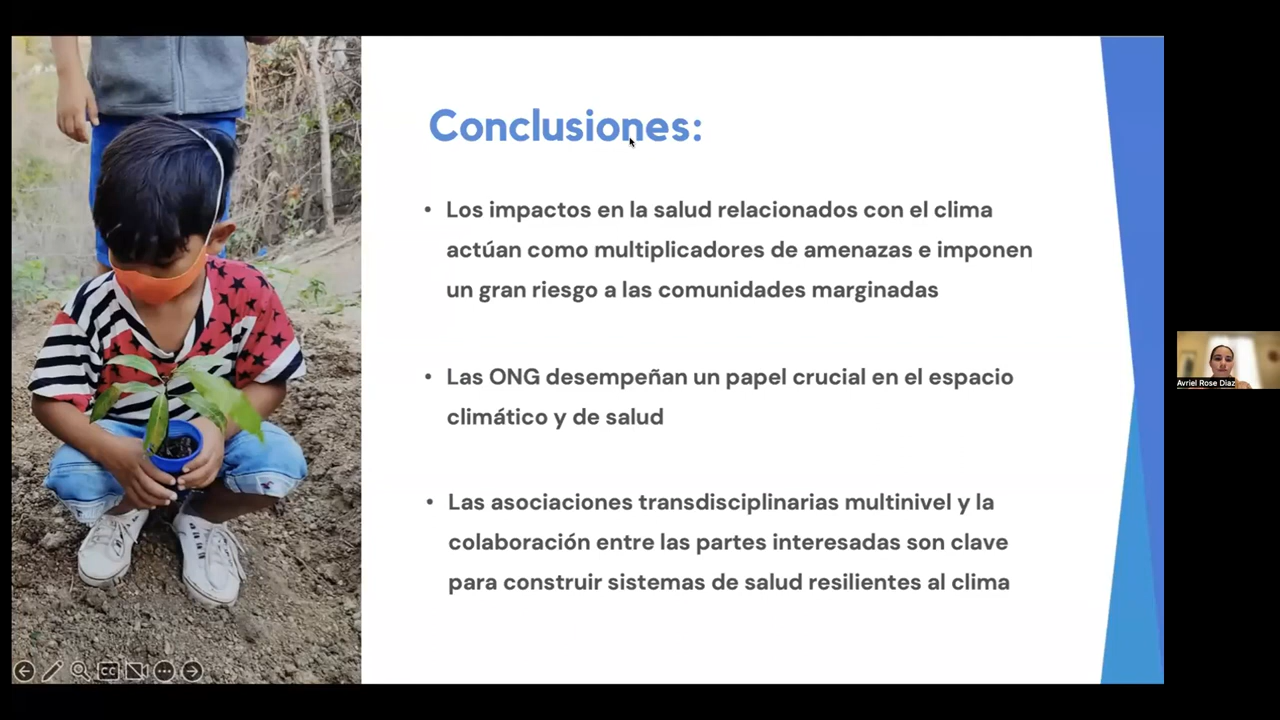 Conclusiones:
• Los impactos en la salud relacionados con el clima
actúan como multiplicadores de amenazas e imponen
un gran riesgo a las comunidades marginadas
• Las ONG desempeñan un papel crucial en el espacio
climático y de salud
• Las asociaciones transdisciplinarias multinivel y la
colaboración entre las partes interesadas son clave
para construir sistemas de salud resilientes al clima
CC
Avriel Rose Diaz